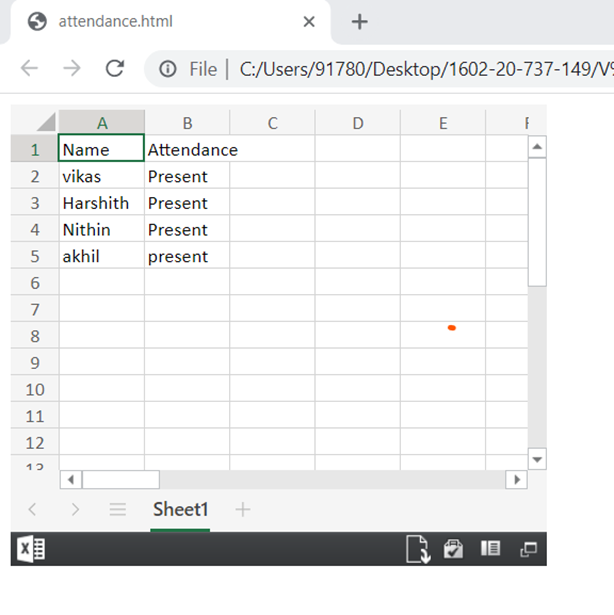 attendance.html
File | C:/Users/91780/Desktop/1602-20-737-149/V
A B C D E
1 Name Attendance
2 vikas Present
3 Harshith Present
4 Nithin Present
5 akhil present
6
7
8
9
10
11
12
13
Sheet1